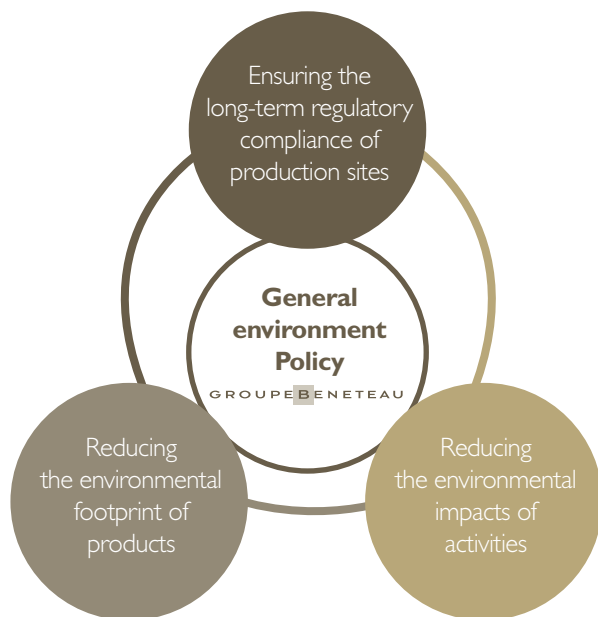 Ensuring the
long-term regulatory
compliance of
production sites
General
environment
Policy
GROUPE BENETEAU
Reducing
the environmental
footprint of
products
Reducing
the environmental
impacts of
activities